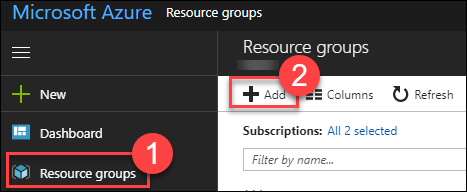 Microsoft Azure Resource groups
Resource groups
New
Dashboard
1
Resource groups
2
Add
Columns
Refresh
Subscriptions: All 2 selected
Filter by name...